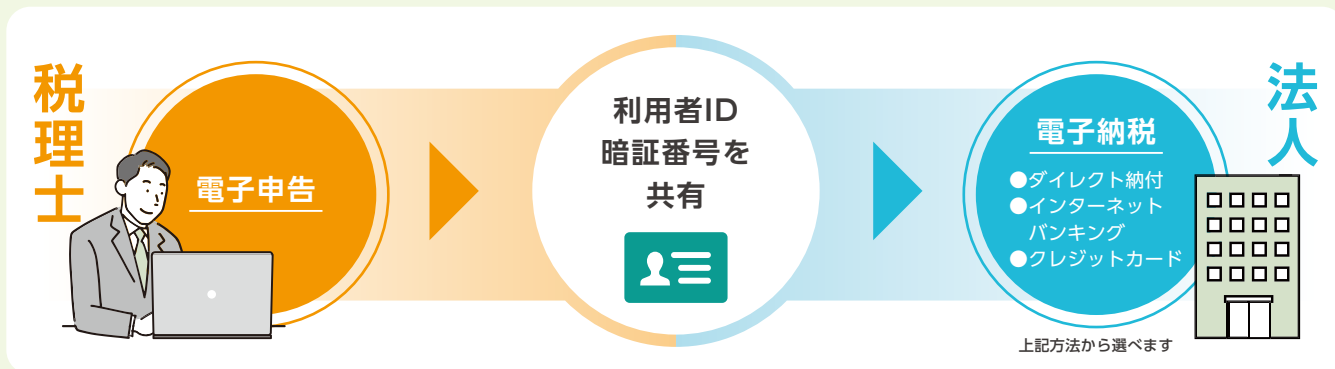 税理士
電子申告
利用者ID
暗証番号を
共有
電子納税
●ダイレクト納付
●インターネット
バンキング
●クレジットカード
法人
上記方法から選べます